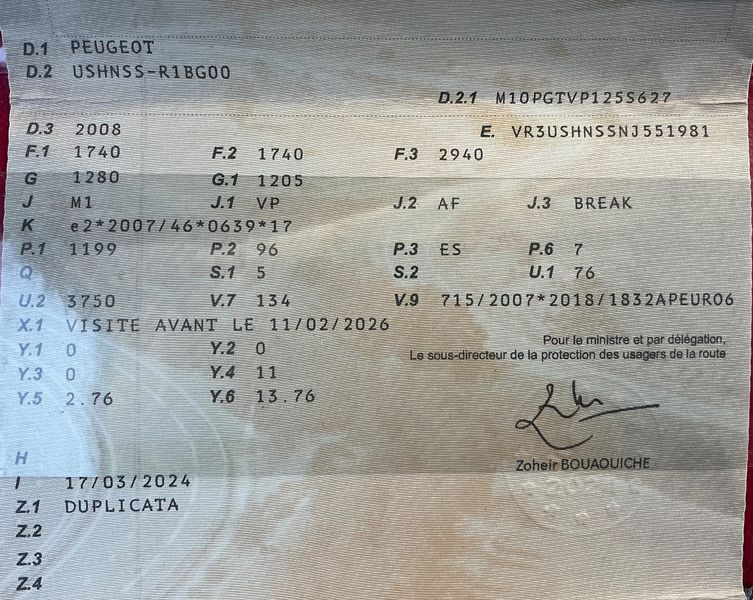 D.1 PEUGEOT
D.2 USHNSS-R1BG00
D.2.1 M10PGTVP125S627
D.3 2008 E. VR3USHNSSNJ551981
F.1 1740 F.2 1740 F.3 2940
G 1280 G.1 1205
J M1 J.1 VP J.2 AF J.3 BREAK
K e2*2007/46*0639*17
P.1 1199 P.2 96 P.3 ES P.6 7
Q S.1 5 S.2 U.1 76
U.2 3750 V.7 134 V.9 715/2007*2018/1832APEUR06
X.1 VISITE AVANT LE 11/02/2026
Y.1 0 Y.2 0
Pour le ministre et par délégation,
Le sous-directeur de la protection des usagers de la route
Y.3 0 Y.4 11
Y.5 2.76 Y.6 13.76
Zoheir BOUAOUICHE
H
I 17/03/2024
Z.1 DUPLICATA
Z.2
Z.3
Z.4